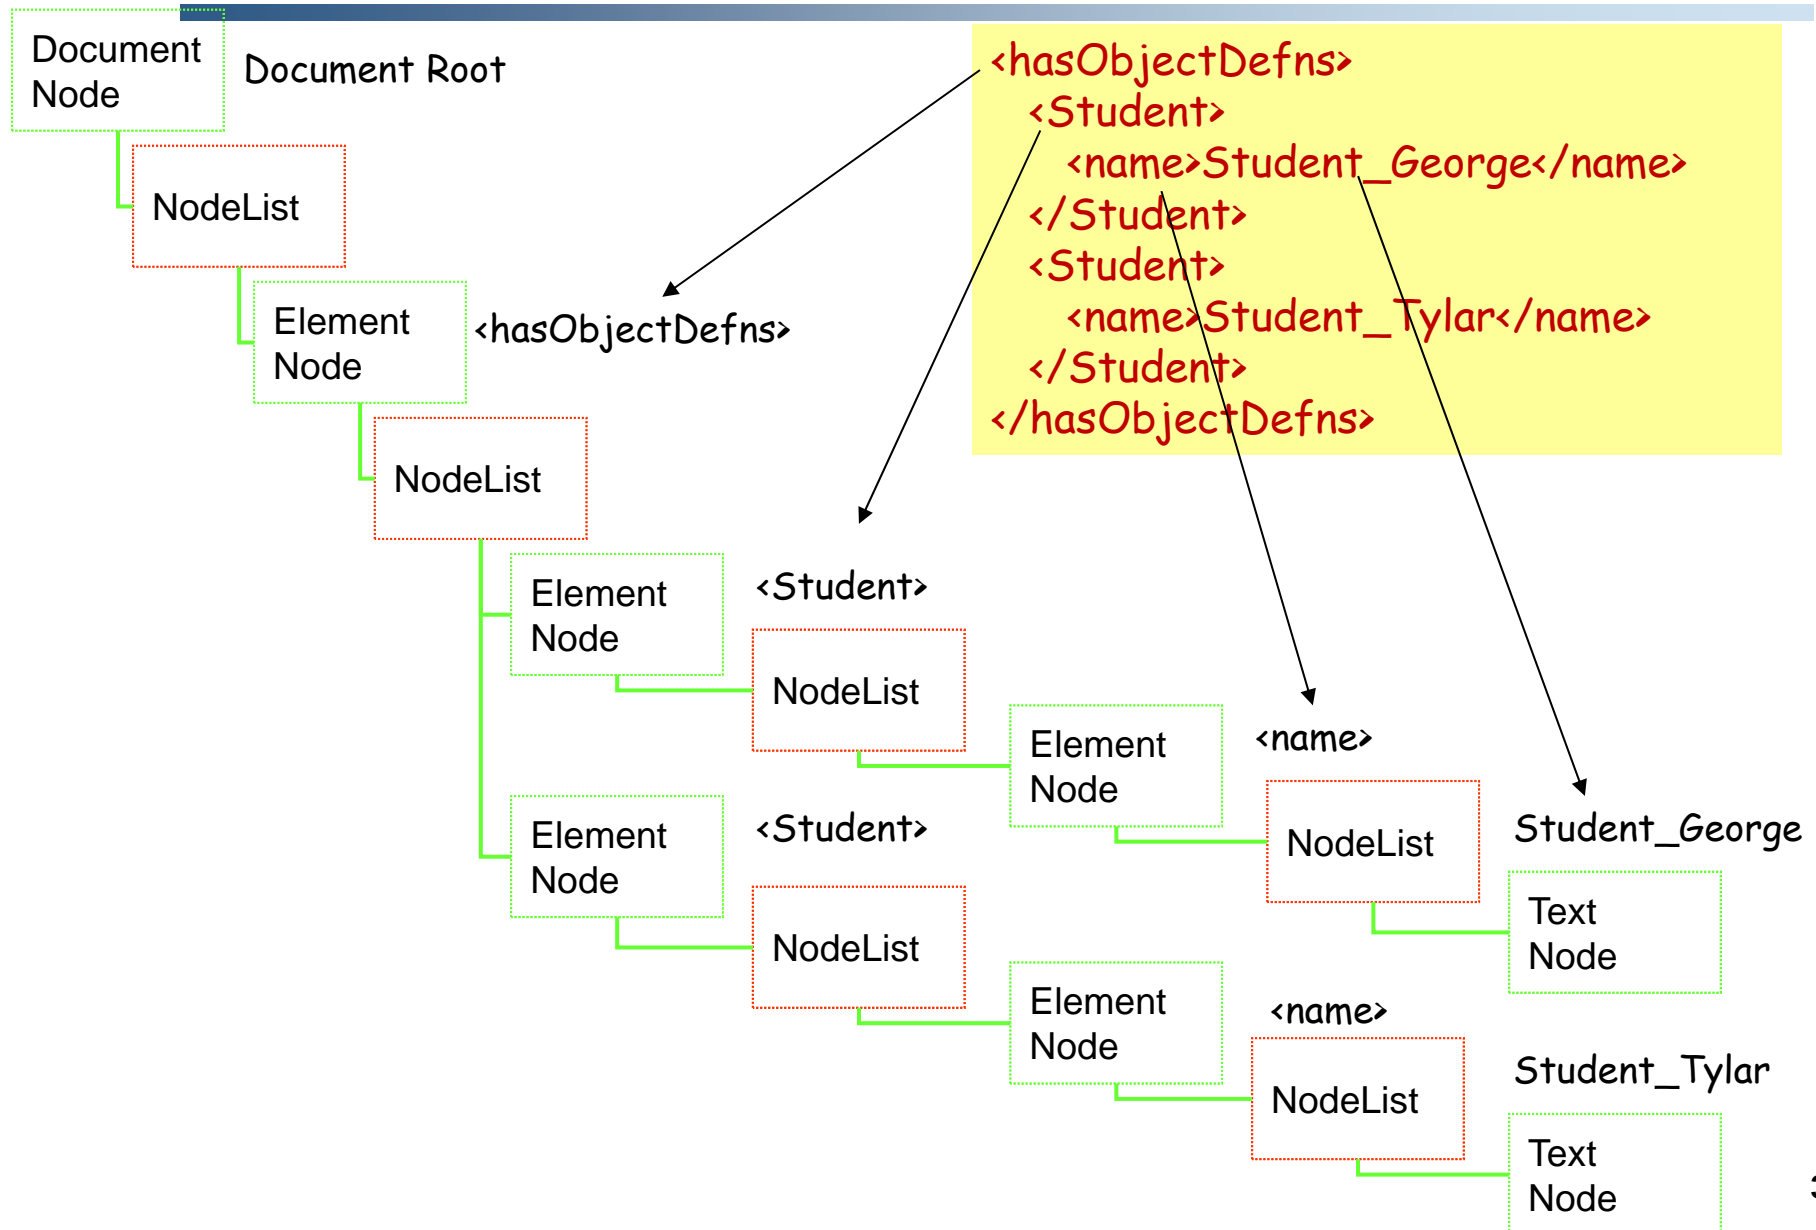 Document
Node
Document Root
<hasObjectDefns>
<Student>
<name>Student_George</name>
</Student>
<Student>
<name>Student_Tylar</name>
</Student>
</hasObjectDefns>
NodeList
Element
Node
<hasObjectDefns>
NodeList
Element
Node
<Student>
NodeList
Element
Node
<name>
NodeList
Student_George
Text
Node
Element
Node
<Student>
NodeList
Element
Node
<name>
NodeList
Student_Tylar
Text
Node